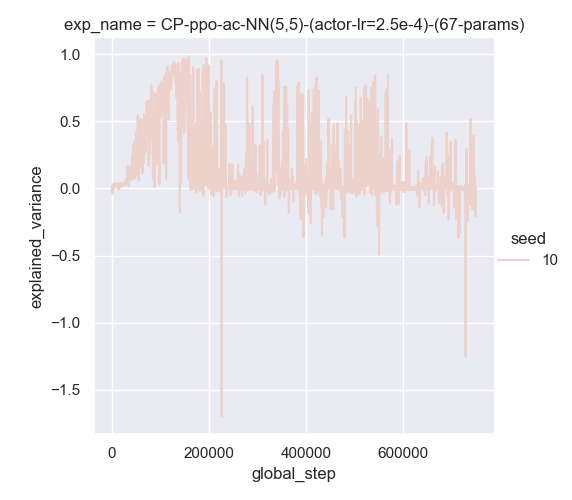 exp_name = CP-ppo-ac-NN(5,5)-(actor-lr=2.5e-4)-(67-params)
1.0
0.5
0.0
−0.5
−1.0
−1.5
explained_variance
0 200000 400000 600000
global_step
seed
10